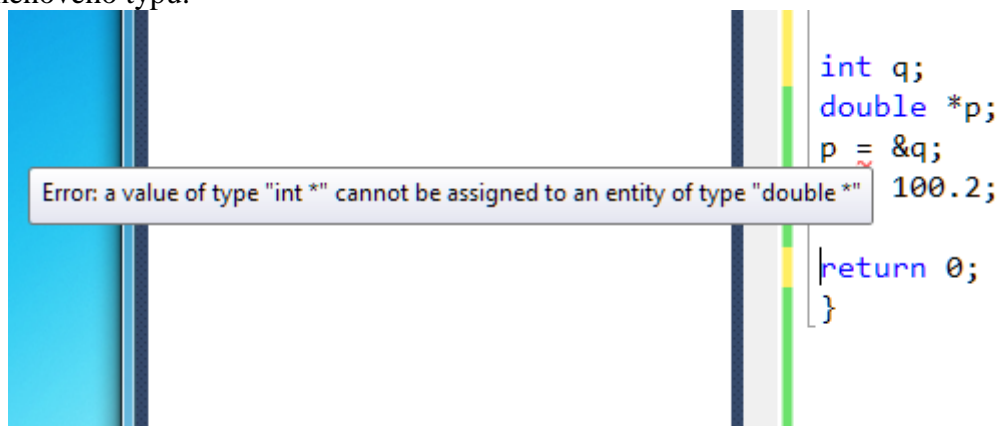 typu.
int q;
double *p;
p = &q;
Error: a value of type "int *" cannot be assigned to an entity of type "double *"
100.2;
return 0;
}